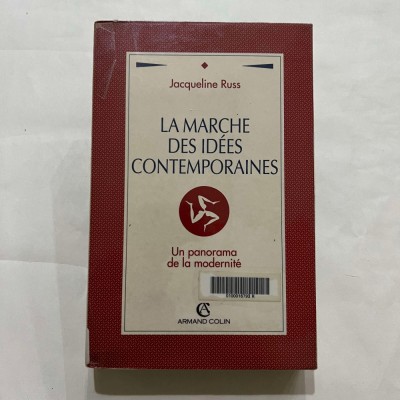 Jacqueline Russ
LA MARCHE
DES IDÉES
CONTEMPORAINES
Un panorama
de la modernité
ARMAND COLIN